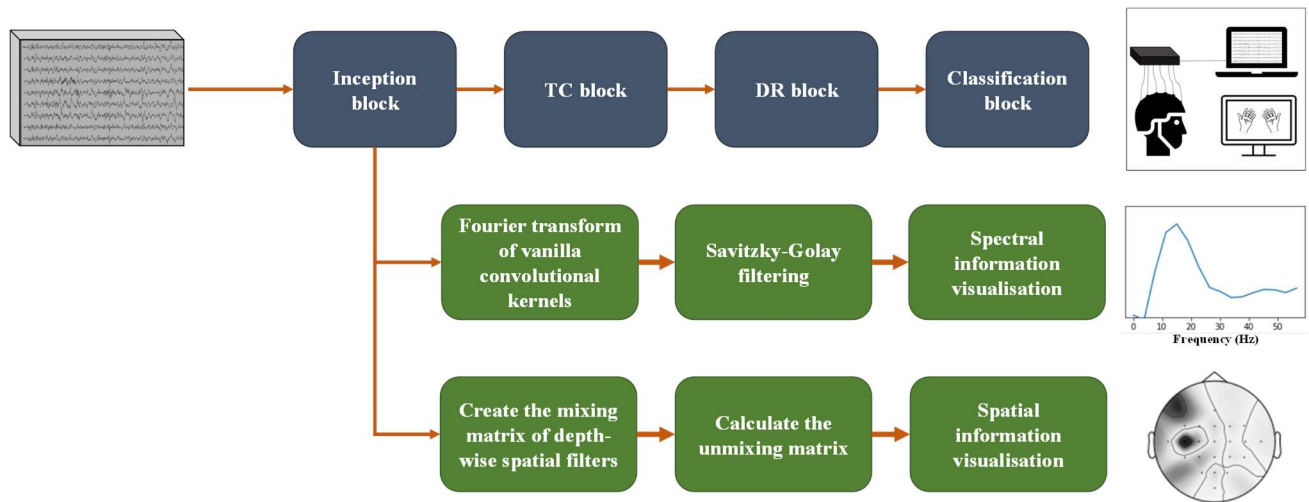 Inception
block
TC block
DR block
Classification
block
Fourier transform
of vanilla
convolutional
kernels
Savitzky-Golay
filtering
Spectral
information
visualisation
0 10 20 30 40 50
Frequency (Hz)
Create the mixing
matrix of depth-
wise spatial filters
Calculate the
unmixing matrix
Spatial
information
visualisation